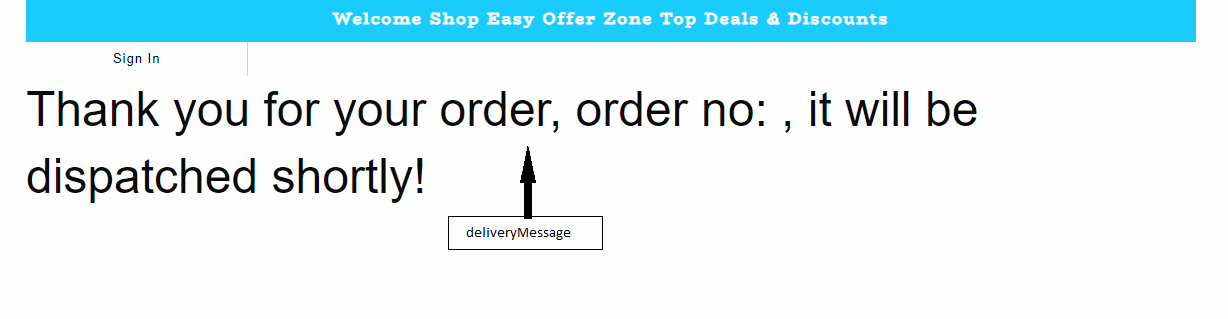 Welcome Shop Easy Offer Zone Top Deals & Discounts
Sign In
Thank you for your order, order no: , it will be
dispatched shortly!
deliveryMessage